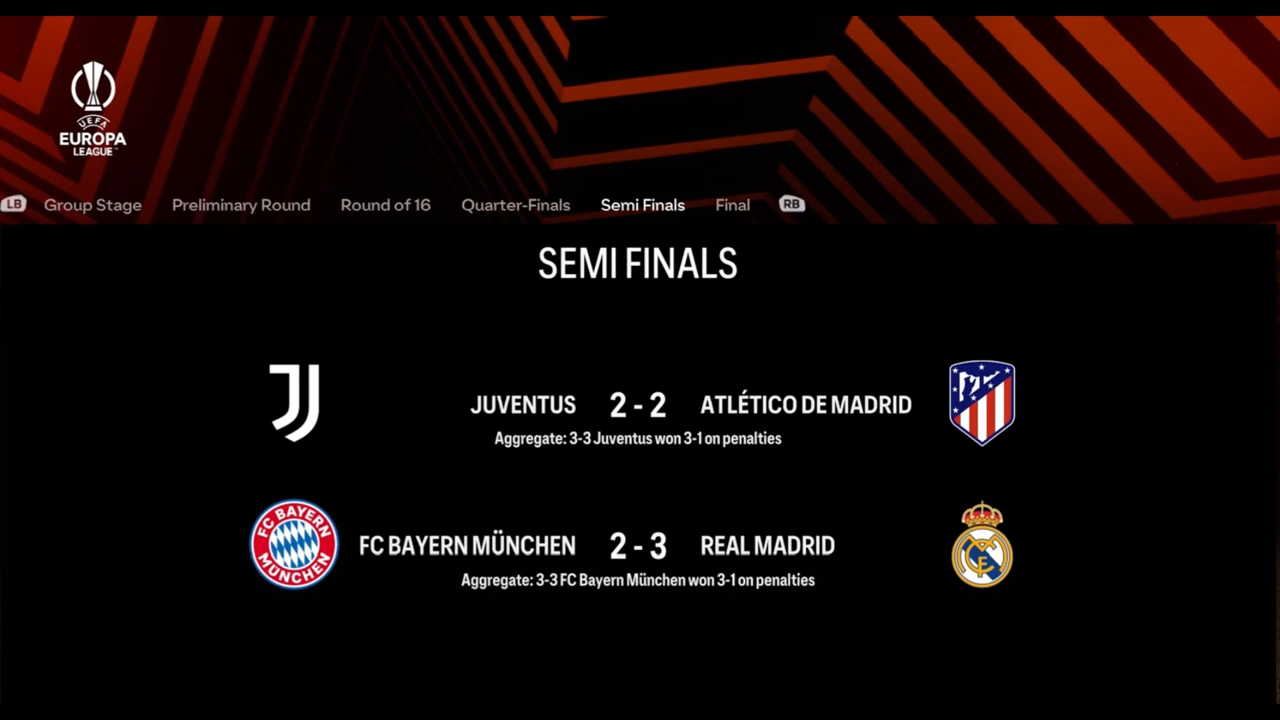 UEFA
EUROPA
LEAGUE™
LB Group Stage Preliminary Round Round of 16 Quarter-Finals Semi Finals Final RB
SEMI FINALS
JUVENTUS 2 - 2 ATLÉTICO DE MADRID
Aggregate: 3-3 Juventus won 3-1 on penalties
FC BAYERN MÜNCHEN
FC BAYERN MÜNCHEN 2 - 3 REAL MADRID
Aggregate: 3-3 FC Bayern München won 3-1 on penalties